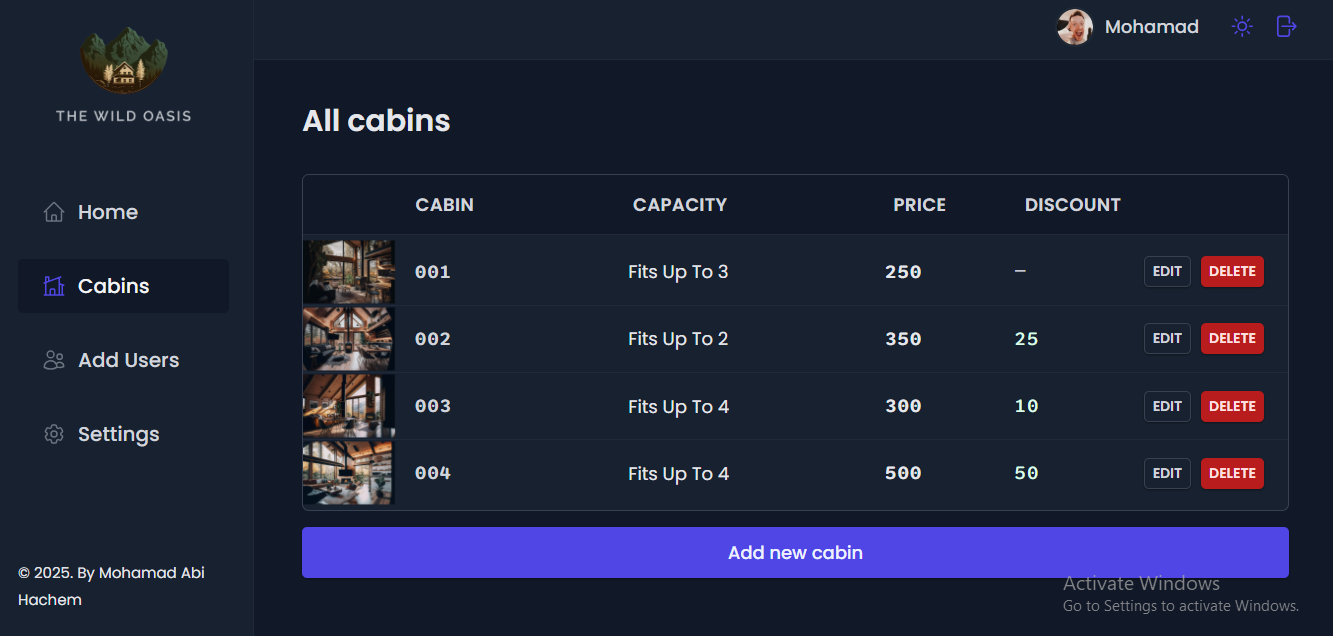 THE WILD OASIS
Home
Cabins
Add Users
Settings
© 2025. By Mohamad Abi
Hachem
Mohamad
All cabins
CABIN CAPACITY PRICE DISCOUNT
001 Fits Up To 3 250 – EDIT DELETE
002 Fits Up To 2 350 25 EDIT DELETE
003 Fits Up To 4 300 10 EDIT DELETE
004 Fits Up To 4 500 50 EDIT DELETE
Add new cabin
Activate Windows
Go to Settings to activate Windows.